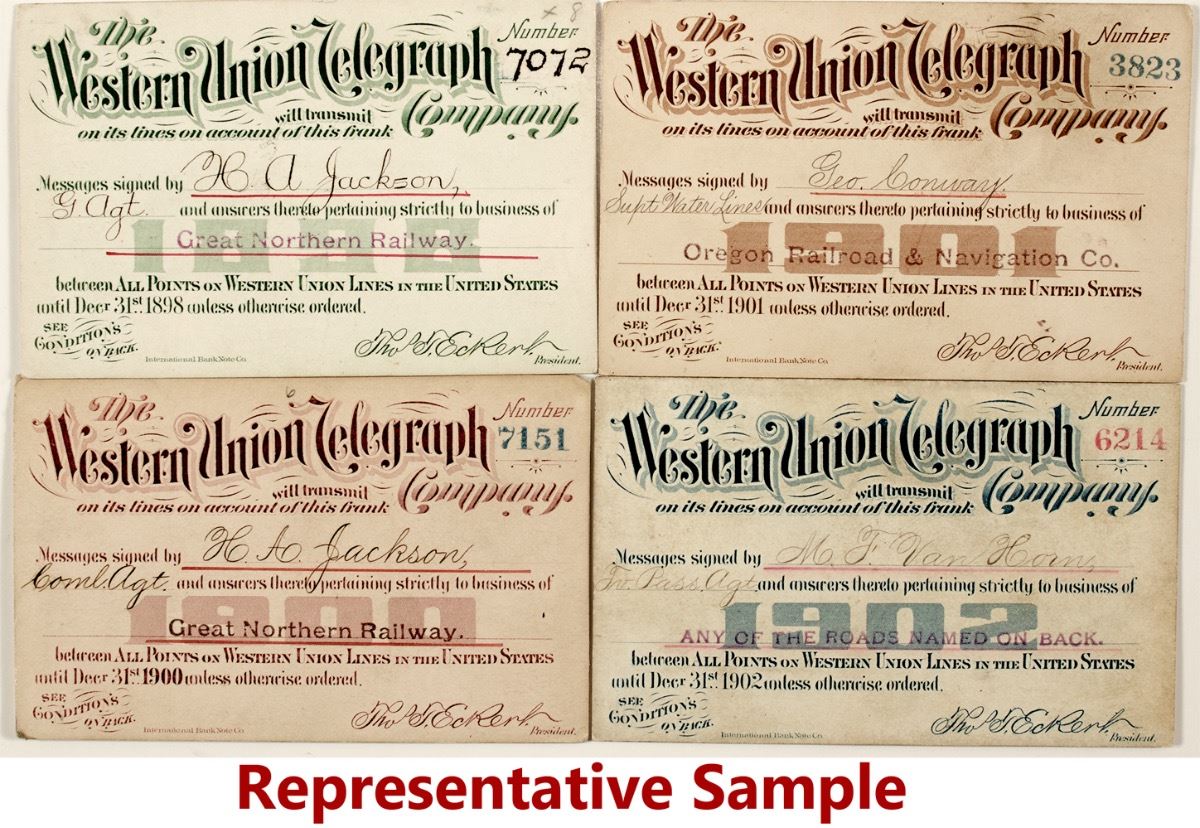 × 8
The
Number
Western Union Telegraph
7072
will transmit
Company
on its lines on account of this frank
Messages signed by H. A. Jackson,
G. Agt. and answers thereto pertaining strictly to business of
1898
Great Northern Railway.
between ALL POINTS ON WESTERN UNION LINES IN THE UNITED STATES
until Decr 31st 1898 unless otherwise ordered.
SEE CONDITION'S ON BACK.
Thos. T. Eckert
International Bank Note Co.
President.
The
Number
Western Union Telegraph
3823
will transmit
Company
on its lines on account of this frank
Messages signed by Geo. Conway.
Supt Water Lines and answers thereto pertaining strictly to business of
1901
Oregon Railroad & Navigation Co.
between ALL POINTS ON WESTERN UNION LINES IN THE UNITED STATES
until Decr 31st 1901 unless otherwise ordered.
SEE CONDITION'S ON BACK.
Thos. T. Eckert
International Bank Note Co.
President.
6
The
Number
Western Union Telegraph
7151
will transmit
Company
on its lines on account of this frank
Messages signed by H. A. Jackson,
Coml. Agt. and answers thereto pertaining strictly to business of
1900
Great Northern Railway.
between ALL POINTS ON WESTERN UNION LINES IN THE UNITED STATES
until Decr 31st 1900 unless otherwise ordered.
SEE CONDITION'S ON BACK.
Thos. T. Eckert
International Bank Note Co.
President.
The
Number
Western Union Telegraph
6214
will transmit
Company
on its lines on account of this frank
Messages signed by M. F. Van Horn,
Pass. Agt. and answers thereto pertaining strictly to business of
1902
ANY OF THE ROADS NAMED ON BACK.
between ALL POINTS ON WESTERN UNION LINES IN THE UNITED STATES
until Decr 31st 1902 unless otherwise ordered.
SEE CONDITION'S ON BACK.
Thos. T. Eckert
International Bank Note Co.
President.
Representative Sample